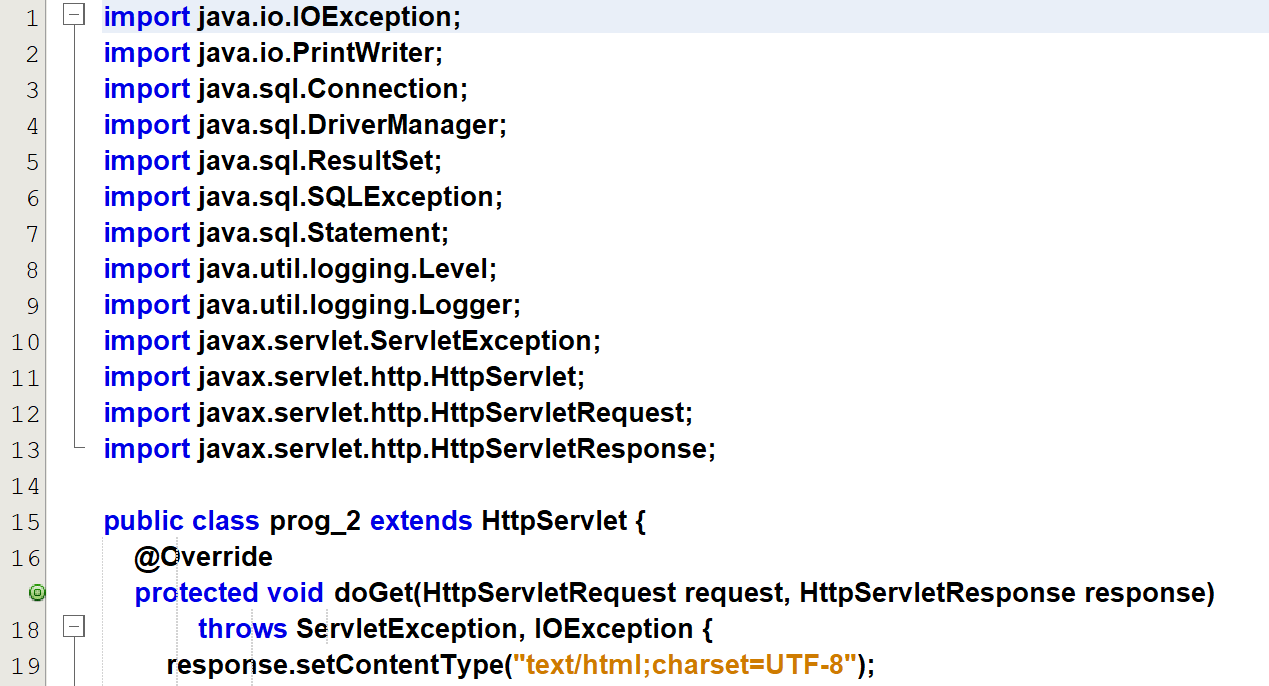 1 import java.io.IOException;
2 import java.io.PrintWriter;
3 import java.sql.Connection;
4 import java.sql.DriverManager;
5 import java.sql.ResultSet;
6 import java.sql.SQLException;
7 import java.sql.Statement;
8 import java.util.logging.Level;
9 import java.util.logging.Logger;
10 import javax.servlet.ServletException;
11 import javax.servlet.http.HttpServlet;
12 import javax.servlet.http.HttpServletRequest;
13 import javax.servlet.http.HttpServletResponse;
14
15 public class prog_2 extends HttpServlet {
16 @Override
protected void doGet(HttpServletRequest request, HttpServletResponse response)
18 throws ServletException, IOException {
19 response.setContentType("text/html;charset=UTF-8");